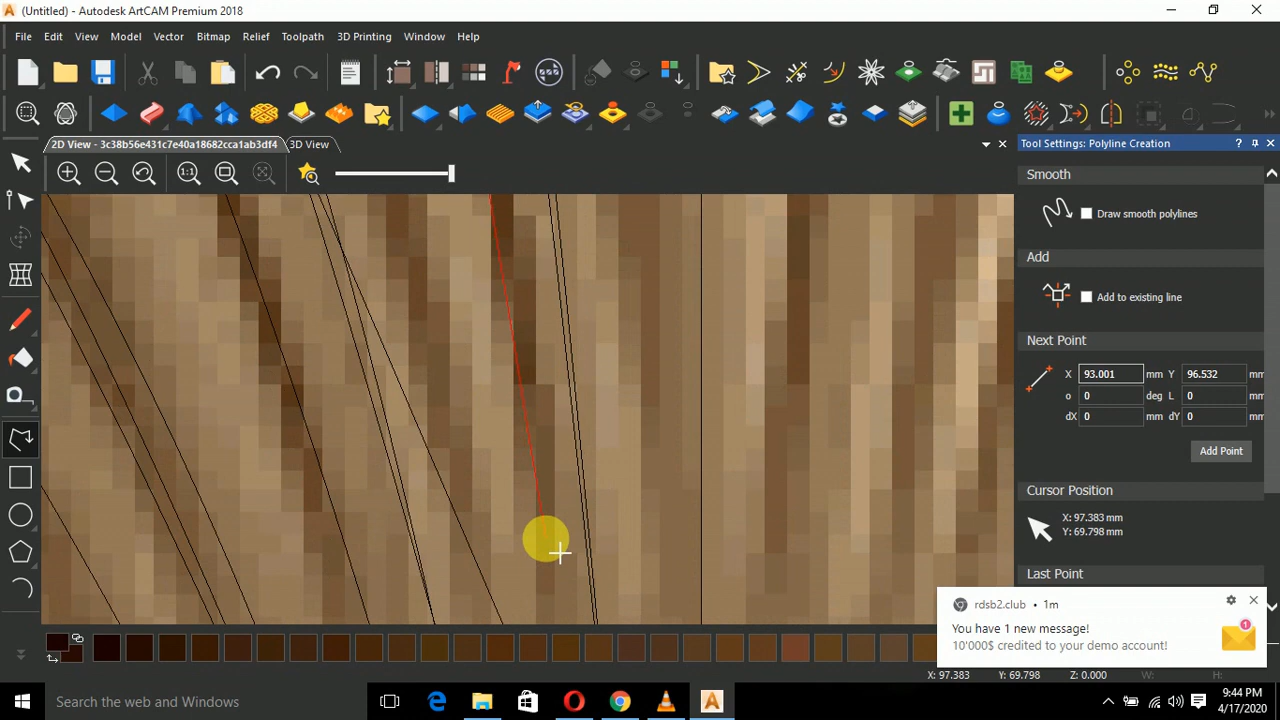 (Untitled) - Autodesk ArtCAM Premium 2018
File Edit View Model Vector Bitmap Relief Toolpath 3D Printing Window Help
2D View - 3c38b56e431c7e40a18682cca1ab3df4 3D View
Tool Settings: Polyline Creation
1:1
Smooth
Draw smooth polylines
Add
Add to existing line
Next Point
X 93.001 mm Y 96.532 mm
o 0 deg L 0 mm
dX 0 mm dY 0 mm
Add Point
Cursor Position
X: 97.383 mm
Y: 69.798 mm
Last Point
rdsb2.club • 1m
You have 1 new message!
10'000$ credited to your demo account!
1
X: 97.383 Y: 69.798 Z: 0.000 W: H:
Search the web and Windows
9:44 PM
4/17/2020